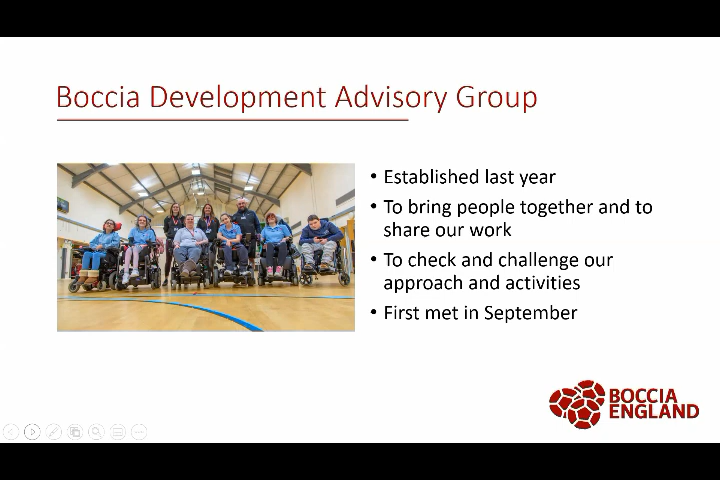 Boccia Development Advisory Group
• Established last year
• To bring people together and to
share our work
• To check and challenge our
approach and activities
• First met in September
BOCCIA
ENGLAND